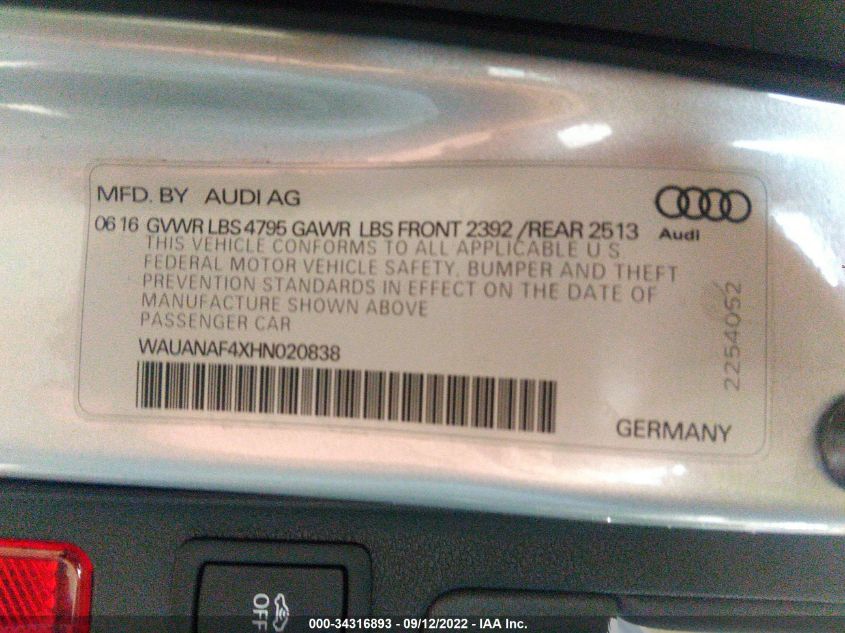 MFD. BY AUDI AG
Audi
06 16 GVWR LBS 4795 GAWR LBS FRONT 2392 /REAR 2513
THIS VEHICLE CONFORMS TO ALL APPLICABLE U S
FEDERAL MOTOR VEHICLE SAFETY, BUMPER AND THEFT
PREVENTION STANDARDS IN EFFECT ON THE DATE OF
MANUFACTURE SHOWN ABOVE
PASSENGER CAR
WAUANAF4XHN020838
2254052
GERMANY
OFF
000-34316893 - 09/12/2022 - IAA Inc.